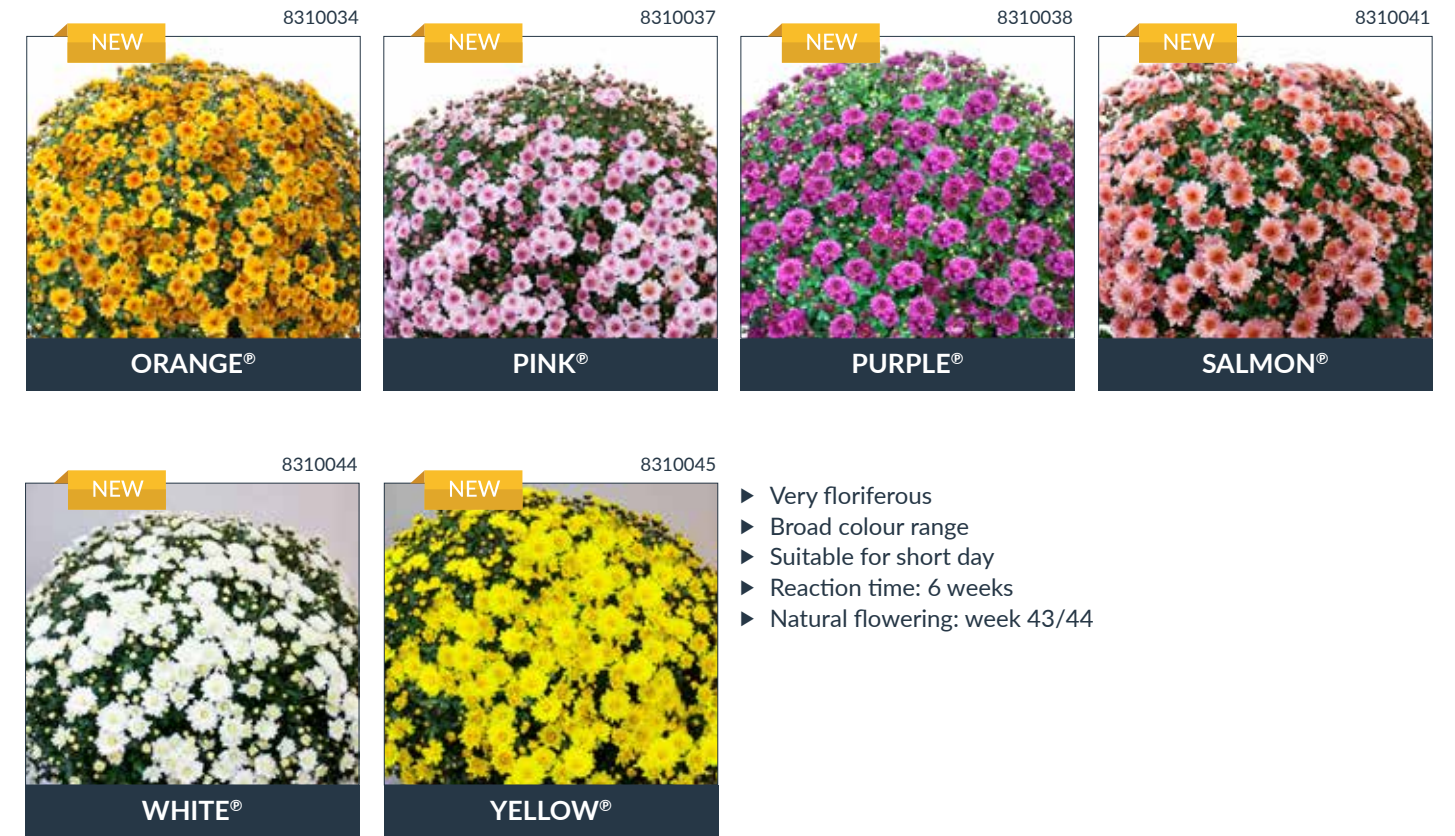 8310034
NEW
ORANGE℗
8310037
NEW
PINK℗
8310038
NEW
PURPLE℗
8310041
NEW
SALMON℗
8310044
NEW
WHITE℗
8310045
NEW
YELLOW℗
▶ Very floriferous
▶ Broad colour range
▶ Suitable for short day
▶ Reaction time: 6 weeks
▶ Natural flowering: week 43/44